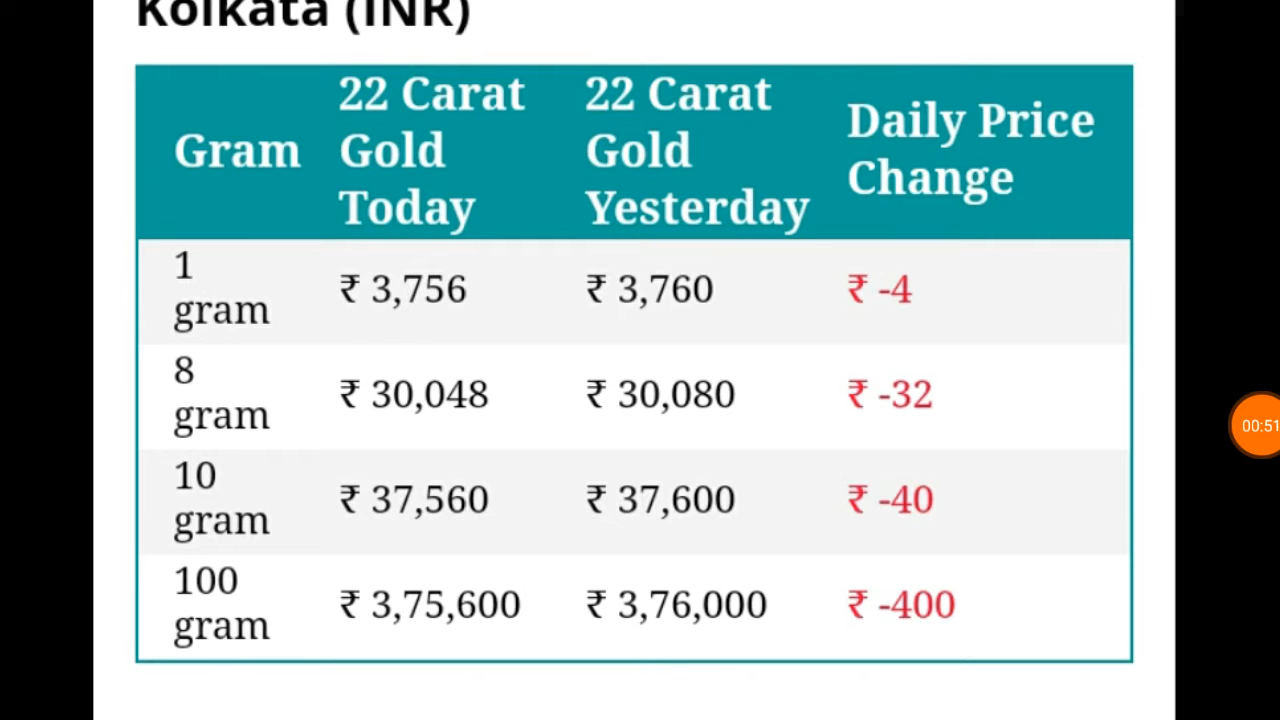 Kolkata (INR)
Gram
22 Carat
Gold
Today
22 Carat
Gold
Yesterday
Daily Price
Change
1
gram
₹ 3,756
₹ 3,760
₹ -4
8
gram
₹ 30,048
₹ 30,080
₹ -32
10
gram
₹ 37,560
₹ 37,600
₹ -40
100
gram
₹ 3,75,600
₹ 3,76,000
₹ -400
00:51